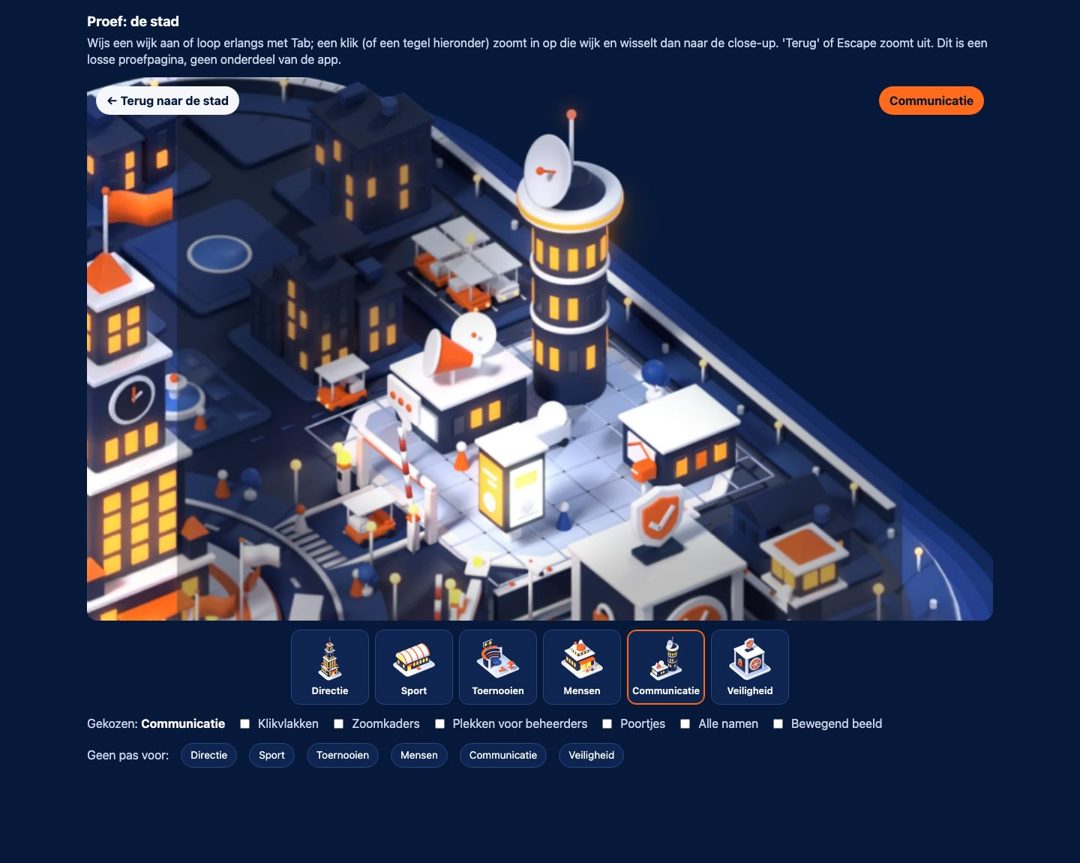 Proef: de stad
Wijs een wijk aan of loop erlangs met Tab; een klik (of een tegel hieronder) zoomt in op die wijk en wisselt dan naar de close-up. 'Terug' of Escape zoomt uit. Dit is een
losse proefpagina, geen onderdeel van de app.
← Terug naar de stad
Communicatie
Directie
Sport
Toernooien
Mensen
Communicatie
Veiligheid
Gekozen: Communicatie Klikvlakken Zoomkaders Plekken voor beheerders Poortjes Alle namen Bewegend beeld
Geen pas voor: Directie Sport Toernooien Mensen Communicatie Veiligheid